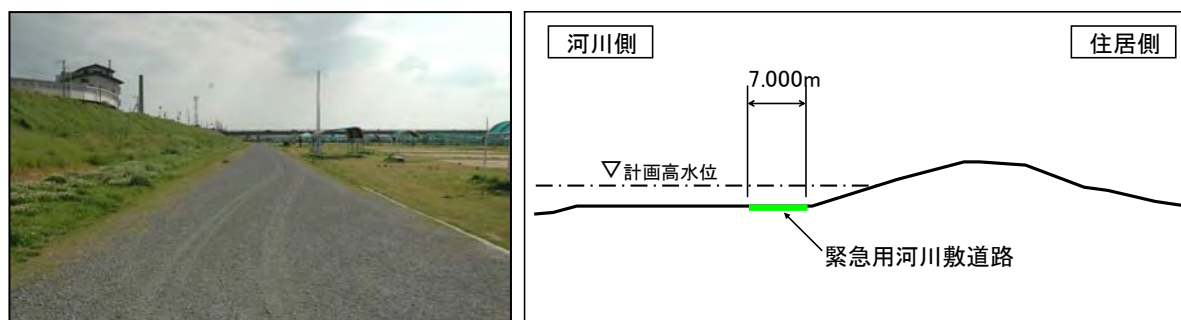 河川側
住居側
7.000m
▽計画高水位
緊急用河川敷道路